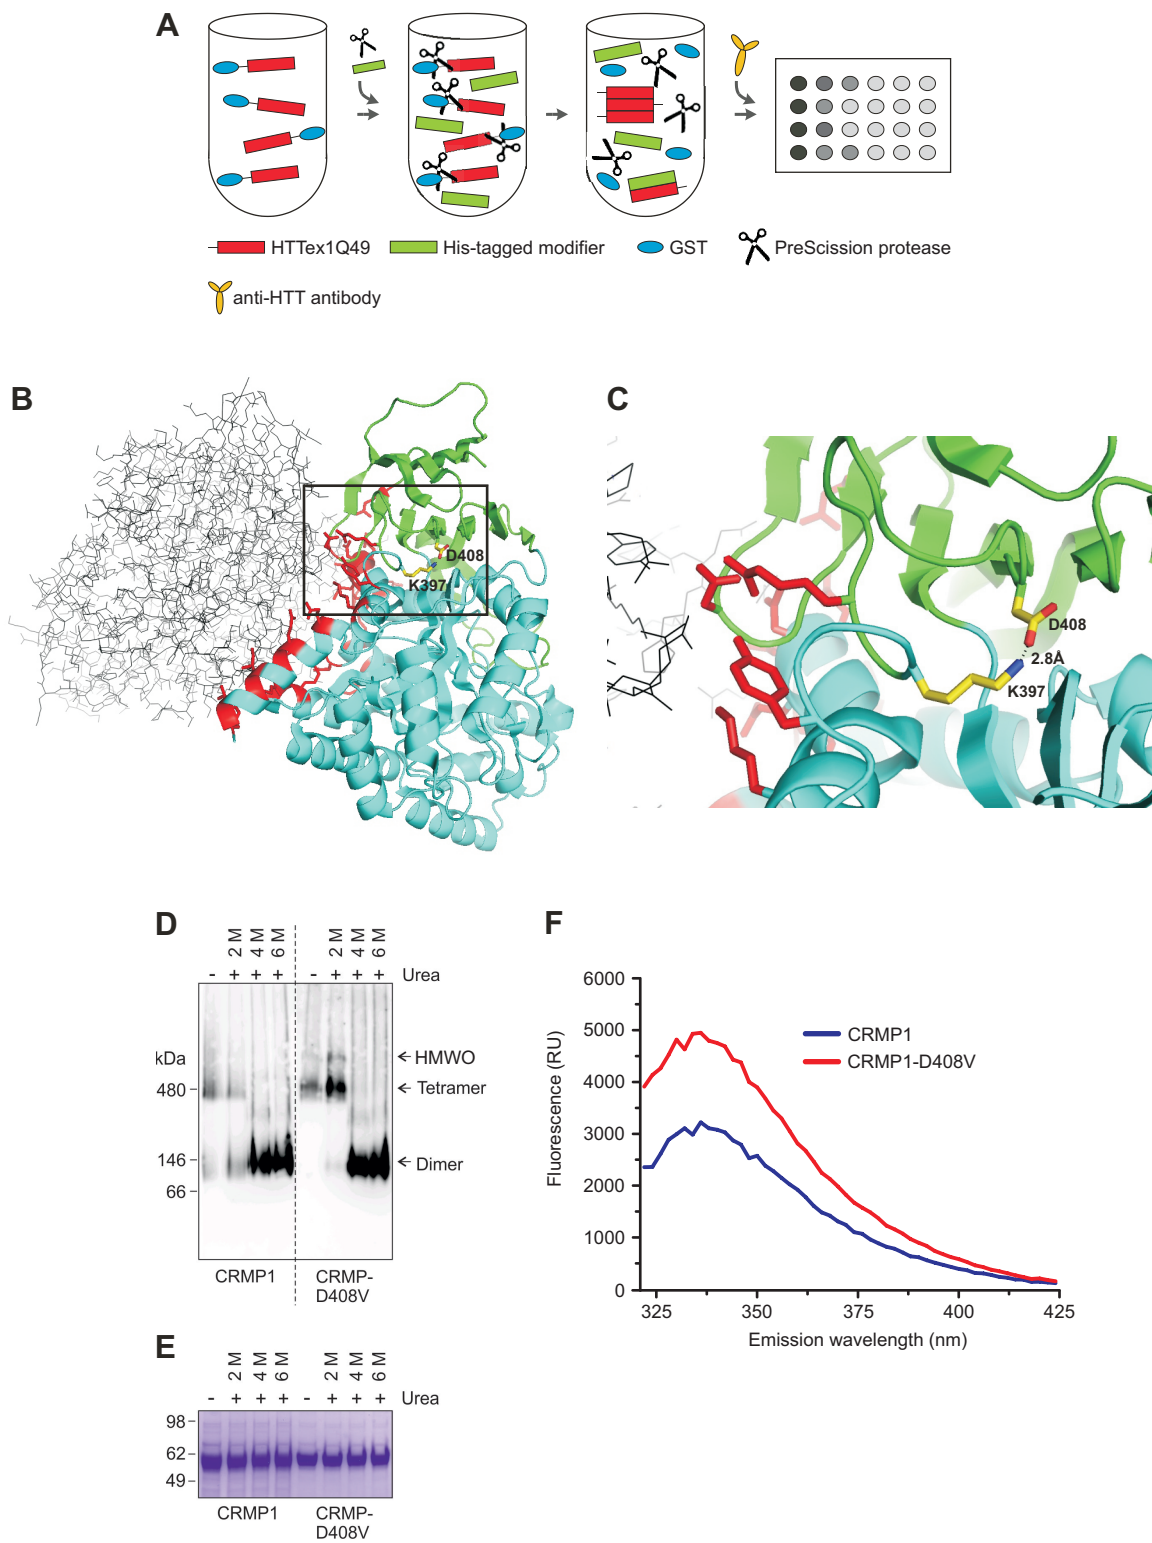 A
HTTex1Q49
His-tagged modifier
GST
PreScission protease
anti-HTT antibody
B
D408
K397
C
D408
2.8Å
K397
D
2 M
4 M
6 M
2 M
4 M
6 M
- + + + - + + + Urea
kDa
480
146
66
HMWO
Tetramer
Dimer
CRMP1
CRMP-
D408V
E
2 M
4 M
6 M
2 M
4 M
6 M
- + + + - + + + Urea
98
62
49
CRMP1
CRMP-
D408V
F
Fluorescence (RU)
6000
5000
4000
3000
2000
1000
0
CRMP1
CRMP1-D408V
325 350 375 400 425
Emission wavelength (nm)